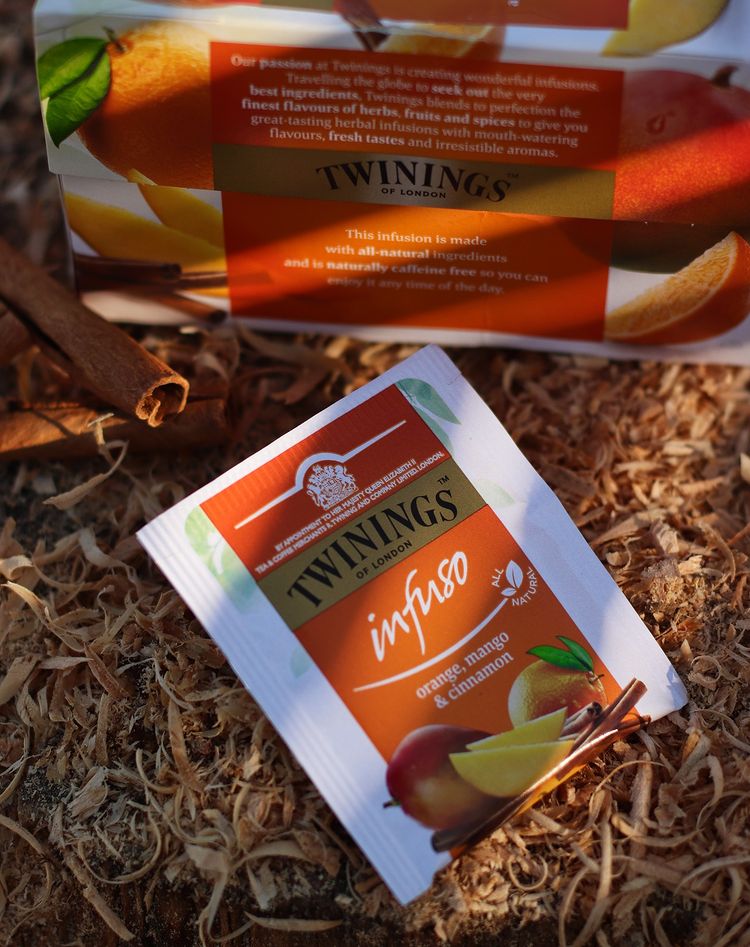 Our passion at Twinings is creating wonderful infusions.
Travelling the globe to seek out the very
best ingredients, Twinings blends to perfection the
finest flavours of herbs, fruits and spices to give you
great-tasting herbal infusions with mouth-watering
flavours, fresh tastes and irresistible aromas.
TWININGS™
OF LONDON
This infusion is made
with all-natural ingredients
and is naturally caffeine free so you can
enjoy it any time of the day.
BY APPOINTMENT TO HER MAJESTY QUEEN ELIZABETH II
TEA & COFFEE MERCHANTS R.TWINING AND COMPANY LIMITED, LONDON.
TWININGS™
OF LONDON
infuso
ALL
NATURAL
orange, mango
& cinnamon